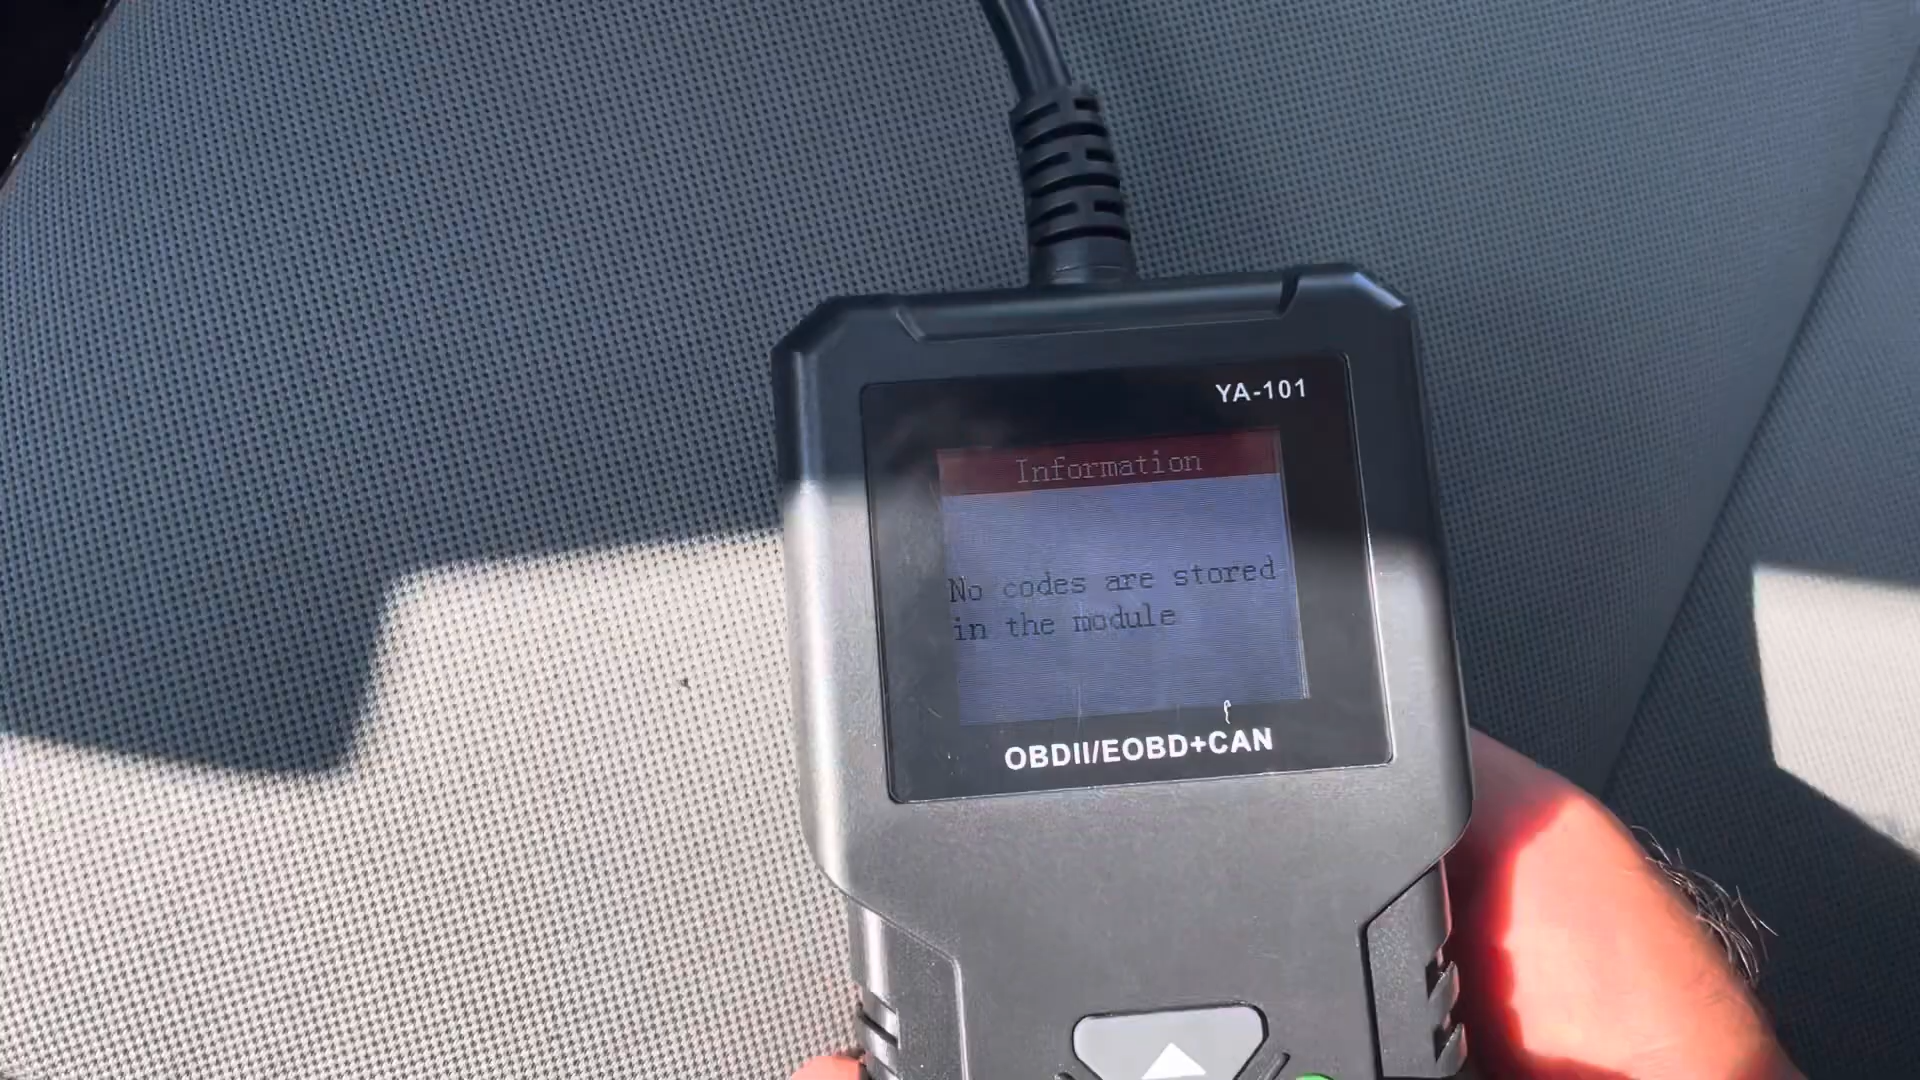 YA-101
Information
No codes are stored
in the module
OBDII/EOBD+CAN